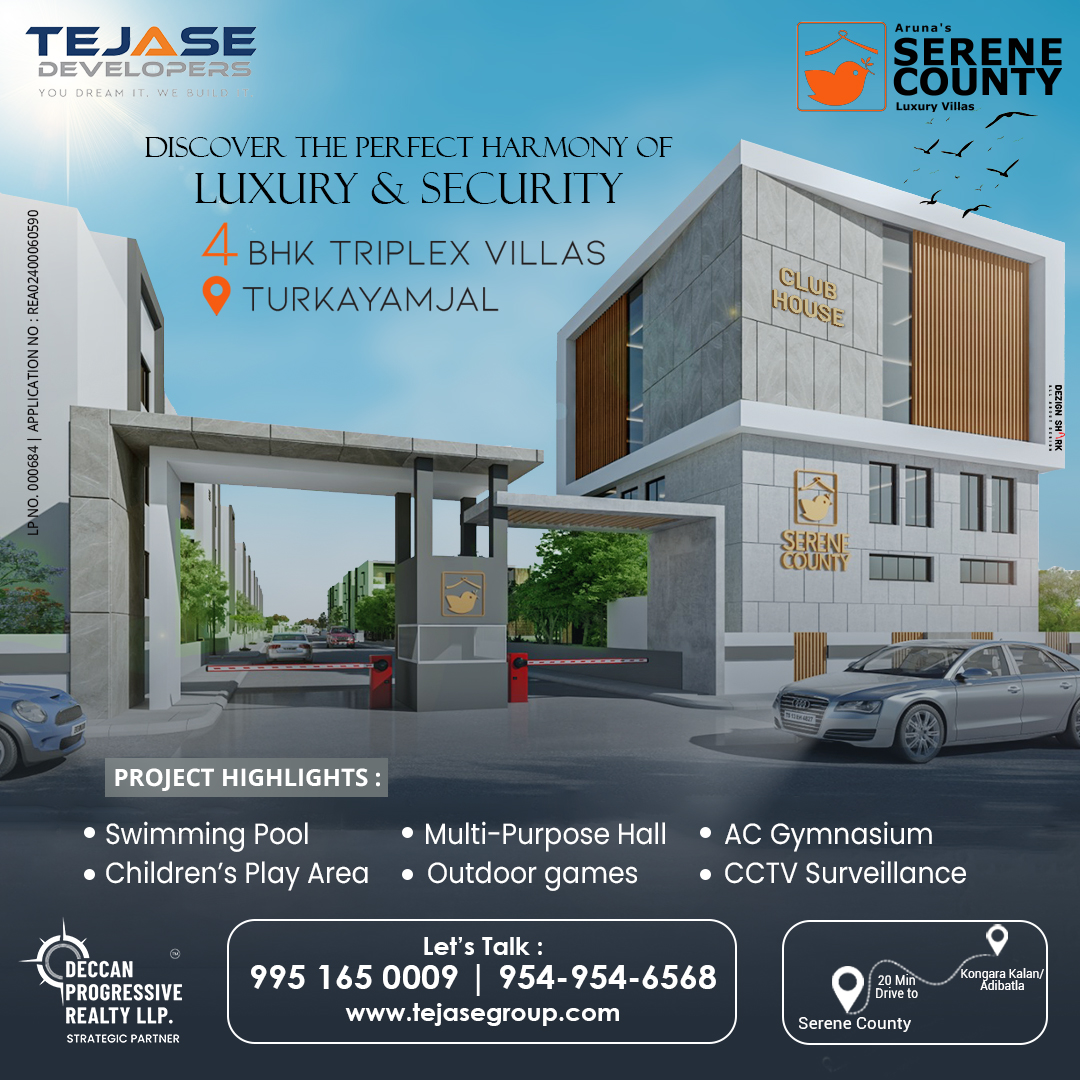 TEJASE
DEVELOPERS
YOU DREAM IT, WE BUILD IT
Aruna's
SERENE
COUNTY
Luxury Villas
DISCOVER THE PERFECT HARMONY OF
LUXURY & SECURITY
4 BHK TRIPLEX VILLAS
TURKAYAMJAL
LP NO. 000684 | APPLICATION NO : REA02400060590
CLUB
HOUSE
SERENE
COUNTY
DEZIGN SHARK
PROJECT HIGHLIGHTS :
• Swimming Pool
• Multi-Purpose Hall
• AC Gymnasium
• Children's Play Area
• Outdoor games
• CCTV Surveillance
DECCAN
PROGRESSIVE
REALTY LLP.
STRATEGIC PARTNER
TM
Let's Talk :
995 165 0009 | 954-954-6568
www.tejasegroup.com
20 Min
Drive to
Kongara Kalan/
Adibatla
Serene County